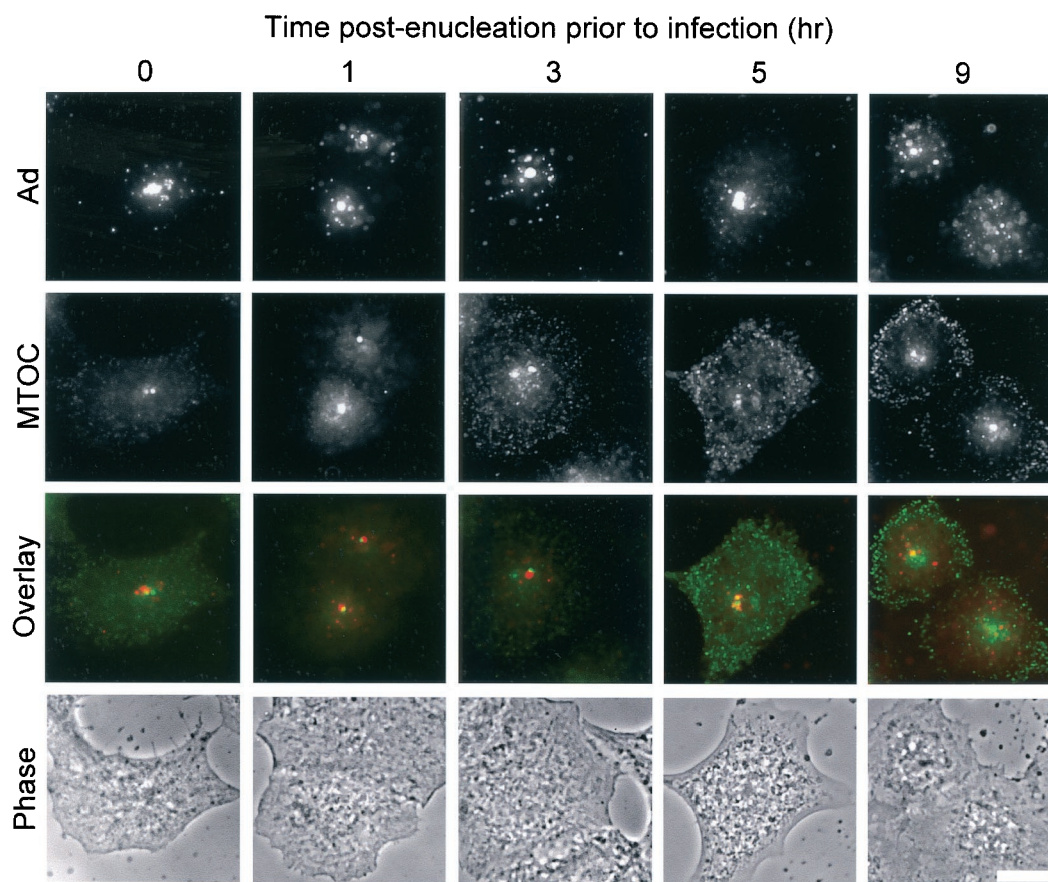 Time post-enucleation prior to infection (hr)
0 1 3 5 9
Ad
MTOC
Overlay
Phase